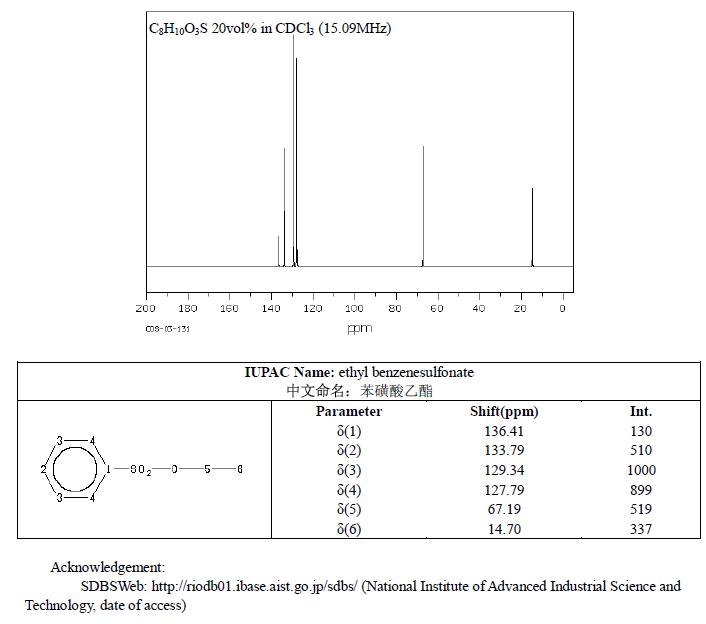 C₈H₁₀O₃S 20vol% in CDCl₃ (15.09MHz)
200 180 160 140 120 100 80 60 40 20 0
CDS-03-131
ppm
IUPAC Name: ethyl benzenesulfonate
中文命名：苯磺酸乙酯
Parameter Shift(ppm) Int.
δ(1) 136.41 130
δ(2) 133.79 510
δ(3) 129.34 1000
δ(4) 127.79 899
δ(5) 67.19 519
δ(6) 14.70 337
3 4
2 1 SO₂ O 5 6
3 4
Acknowledgement:
SDBSWeb: http://riodb01.ibase.aist.go.jp/sdbs/ (National Institute of Advanced Industrial Science and
Technology, date of access)